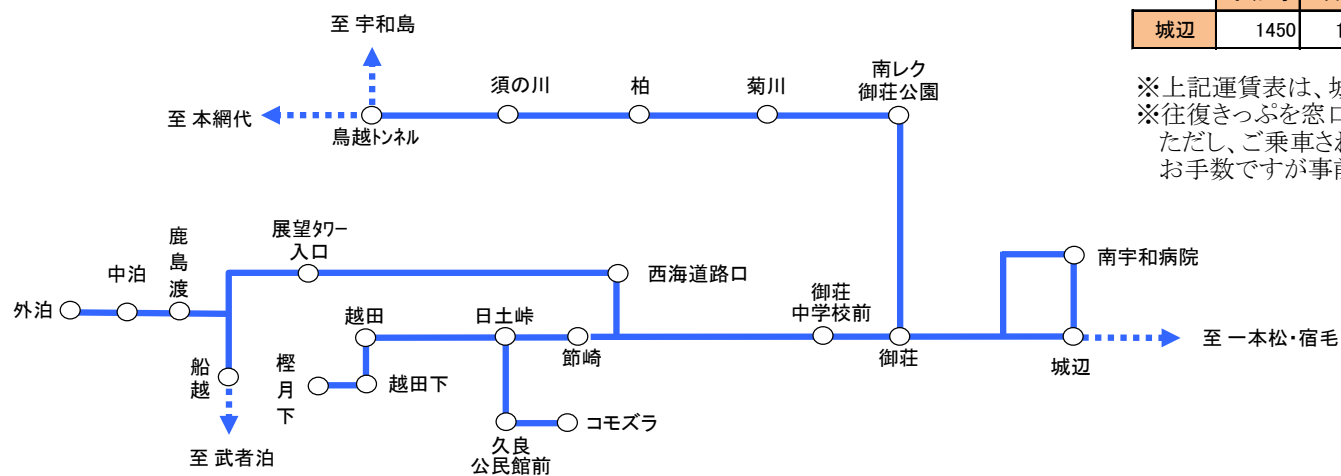 至 宇和島
城辺 1450
南レク
御荘公園
須の川
柏
菊川
※上記運賃表は、
※往復きっぷを窓口
ただし、ご乗車
お手数ですが事前
至 本網代
鳥越トンネル
展望タワー
入口
鹿島渡
中泊
外泊
西海道路口
南宇和病院
御荘
中学校前
越田
日土峠
至 一本松・宿毛
節崎
御荘
城辺
船越
樫月下
越田下
コモズラ
久良
公民館前
至 武者泊